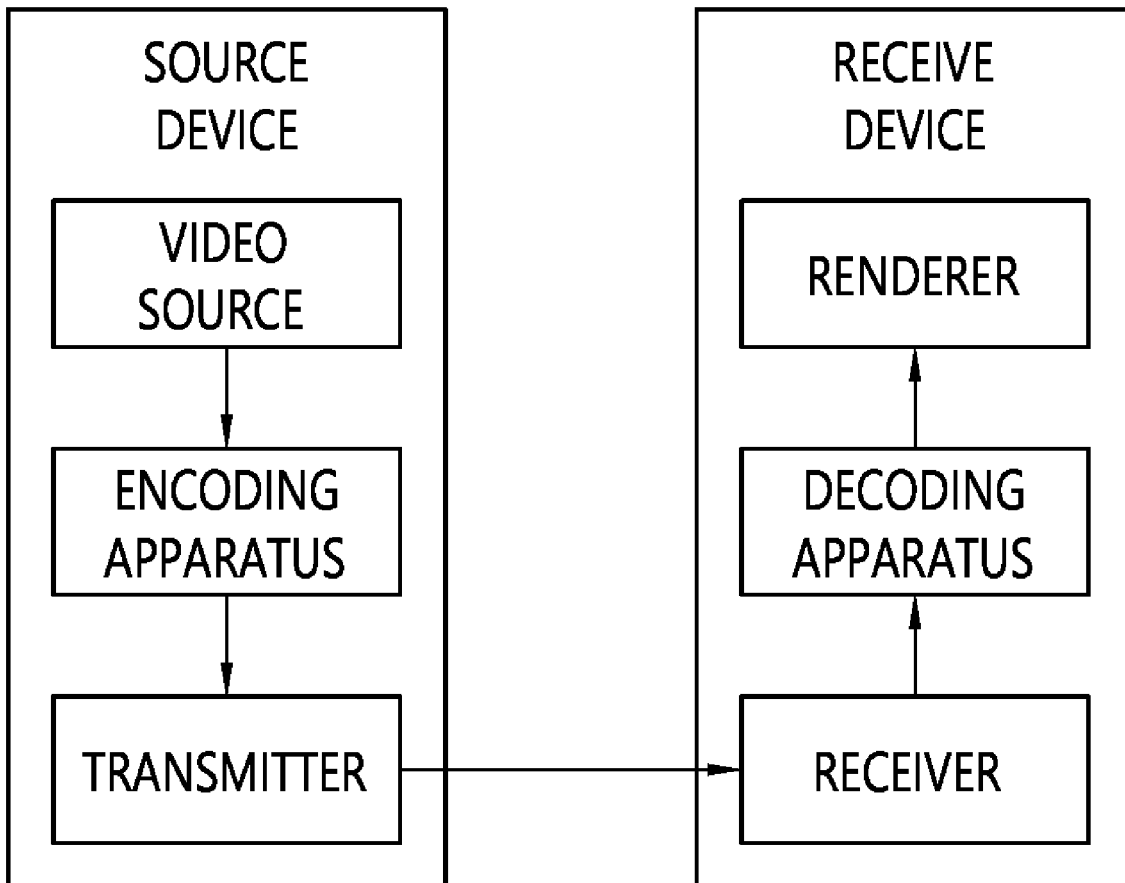 SOURCE
DEVICE
VIDEO
SOURCE
ENCODING
APPARATUS
TRANSMITTER
RECEIVE
DEVICE
RENDERER
DECODING
APPARATUS
RECEIVER